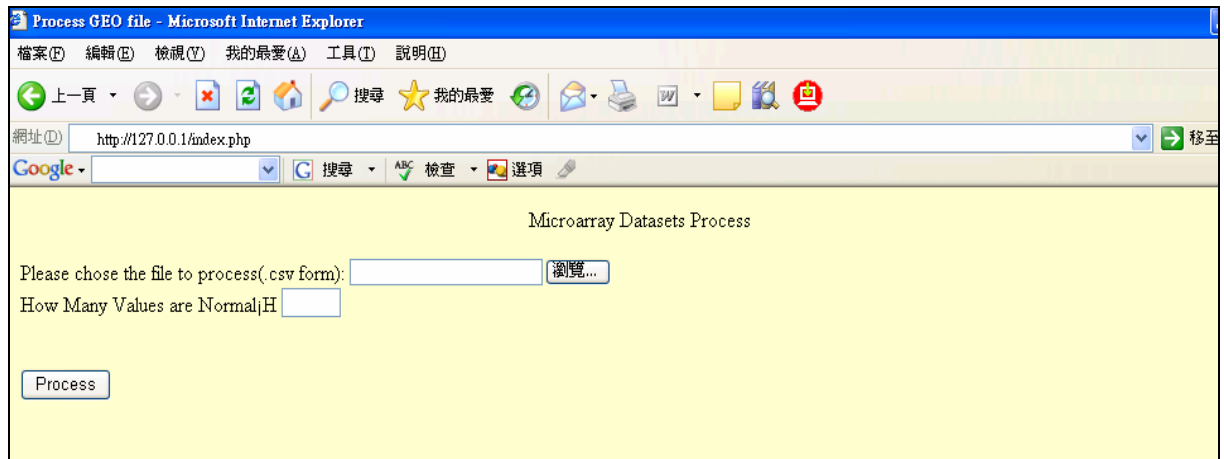 Process GEO file - Microsoft Internet Explorer
檔案(F) 編輯(E) 檢視(V) 我的最愛(A) 工具(T) 說明(H)
上一頁 搜尋 我的最愛 W
網址(D) http://127.0.0.1/index.php 移至
Google G 搜尋 ABC 檢查 選項
Microarray Datasets Process
Please chose the file to process(.csv form): 瀏覽...
How Many Values are Normal¡H
Process